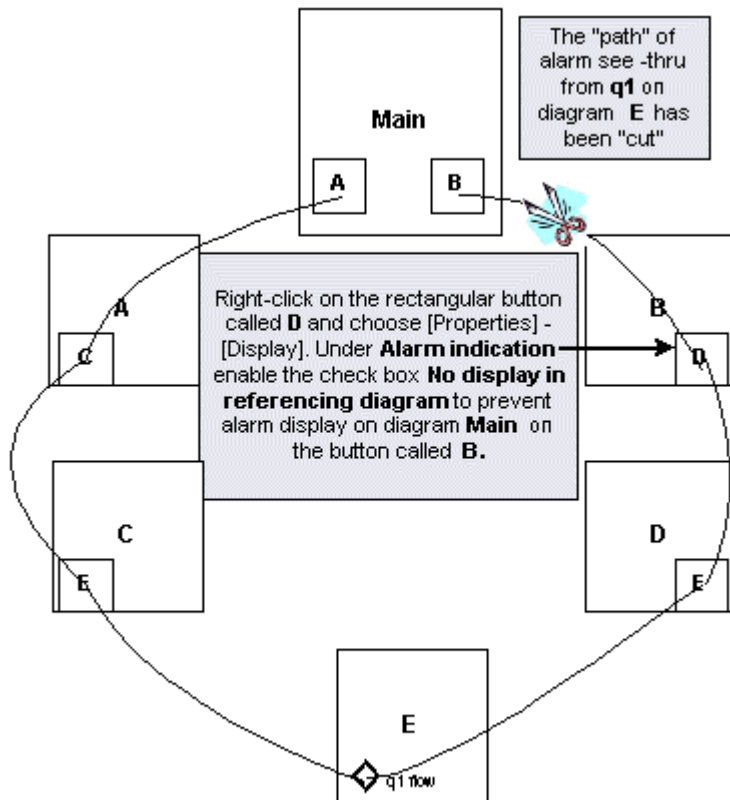 The "path" of
alarm see -thru
from q1 on
diagram E has
been "cut"
Main
A
B
A
C
B
D
Right-click on the rectangular button
called D and choose [Properties] -
[Display]. Under Alarm indication
enable the check box No display in
referencing diagram to prevent
alarm display on diagram Main on
the button called B.
C
E
D
E
E
q1 flow